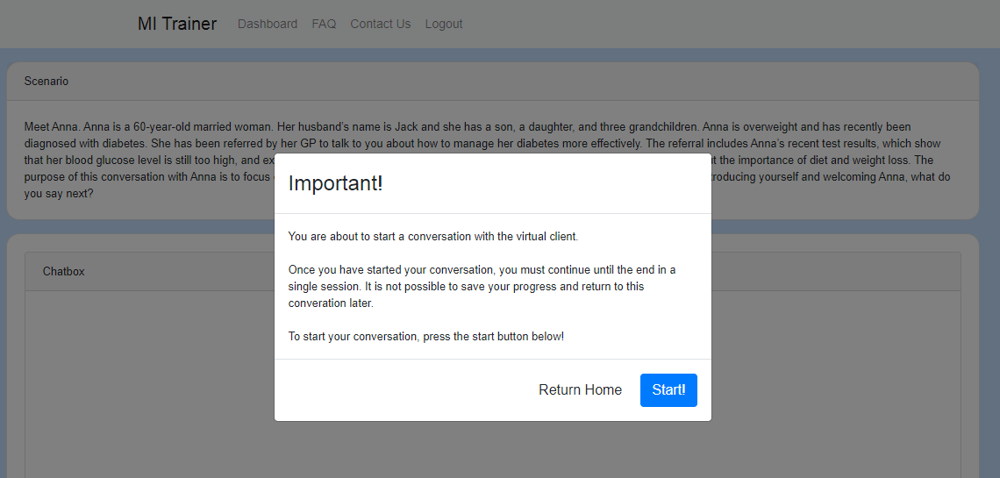 MI Trainer Dashboard FAQ Contact Us Logout
Scenario
Meet Anna. Anna is a 60-year-old married woman. Her husband's name is Jack and she has a son, a daughter, and three grandchildren. Anna is overweight and has recently been
diagnosed with diabetes. She has been referred by her GP to talk to you about how to manage her diabetes more effectively. The referral includes Anna's recent test results, which show
that her blood glucose level is still too high, and the importance of diet and weight loss. The
purpose of this conversation with Anna is to focus introducing yourself and welcoming Anna, what do
you say next?
Important!
You are about to start a conversation with the virtual client.
Once you have started your conversation, you must continue until the end in a
single session. It is not possible to save your progress and return to this
converation later.
To start your conversation, press the start button below!
Return Home Start!
Chatbox